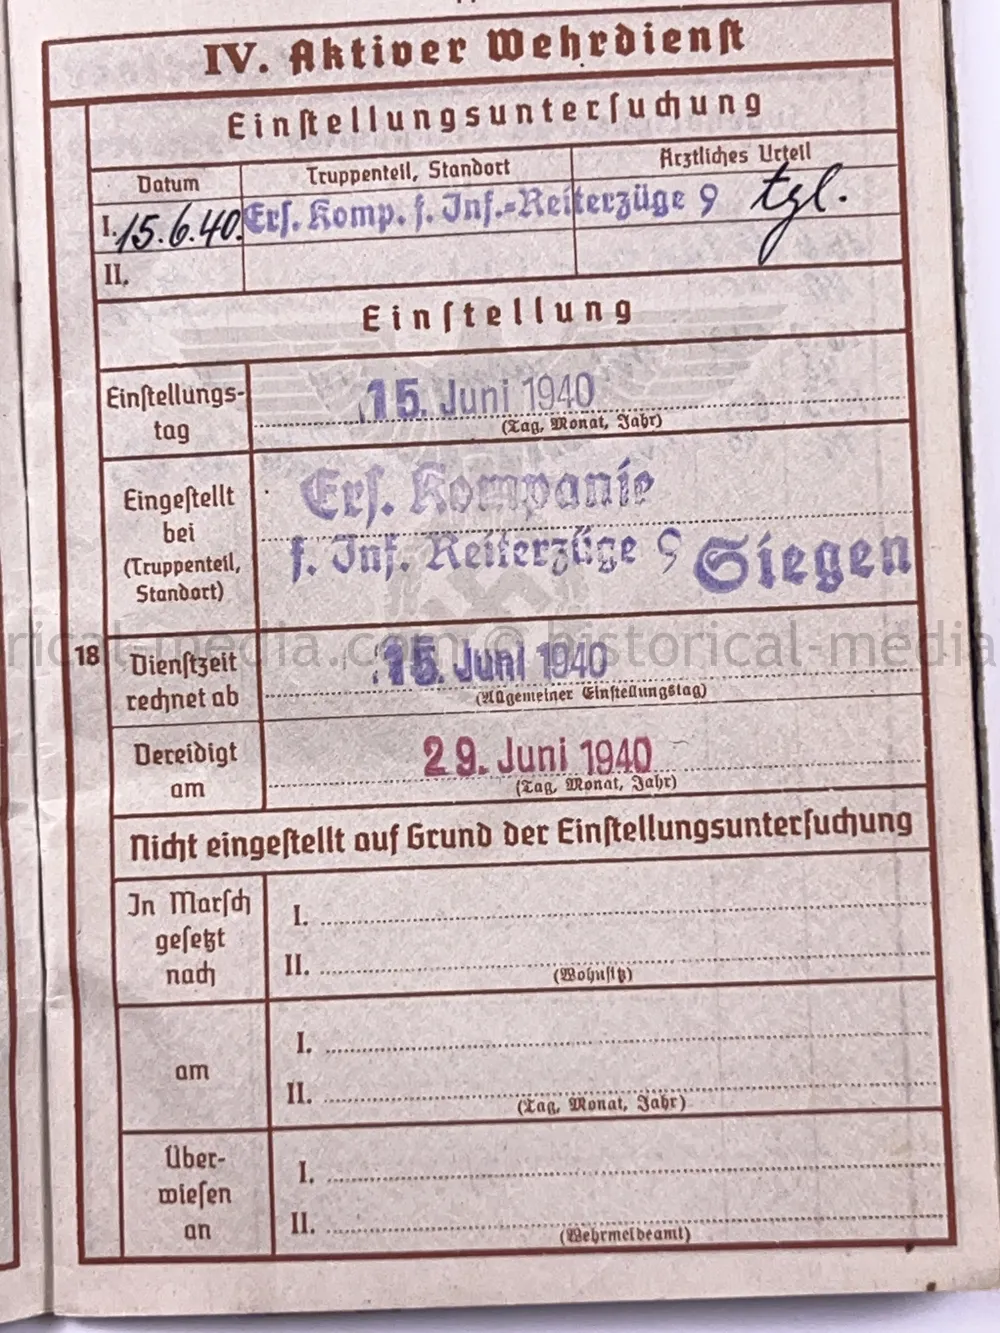 IV. Aktiver Wehrdienst
Einstellungsuntersuchung
Datum
Truppenteil, Standort
Ärztliches Urteil
I. 15.6.40. Ers. Komp. f. Inf.=Reiterzüge 9 tgl.
II.
Einstellung
Einstellungs-
tag
15. Juni 1940
(Tag, Monat, Jahr)
Eingestellt
bei
(Truppenteil,
Standort)
Ers. Kompanie
f. Inf. Reiterzüge 9 Siegen
18
Dienstzeit
rechnet ab
15. Juni 1940
(Allgemeiner Einstellungstag)
Vereidigt
am
29. Juni 1940
(Tag, Monat, Jahr)
Nicht eingestellt auf Grund der Einstellungsuntersuchung
In Marsch
gesetzt
nach
I.
II.
(Wohnsitz)
am
I.
II.
(Tag, Monat, Jahr)
Über-
wiesen
an
I.
II.
(Wehrmeldeamt)
rical-media.com © historical-media